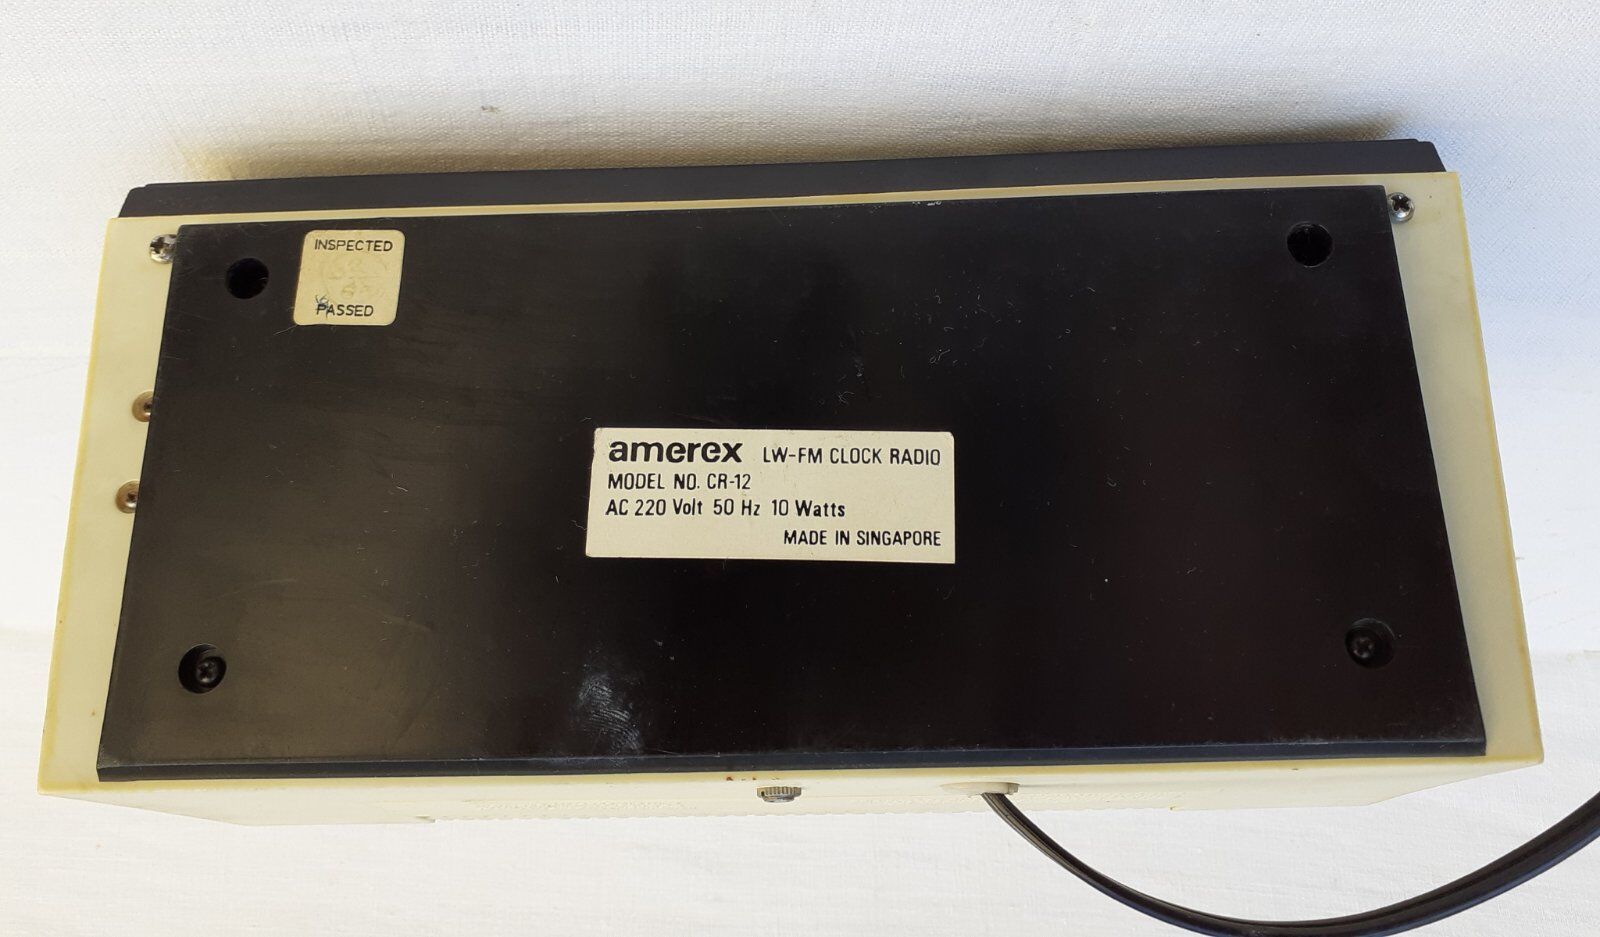 INSPECTED
PASSED
amerex LW-FM CLOCK RADIO
MODEL NO. CR-12
AC 220 Volt 50 Hz 10 Watts
MADE IN SINGAPORE